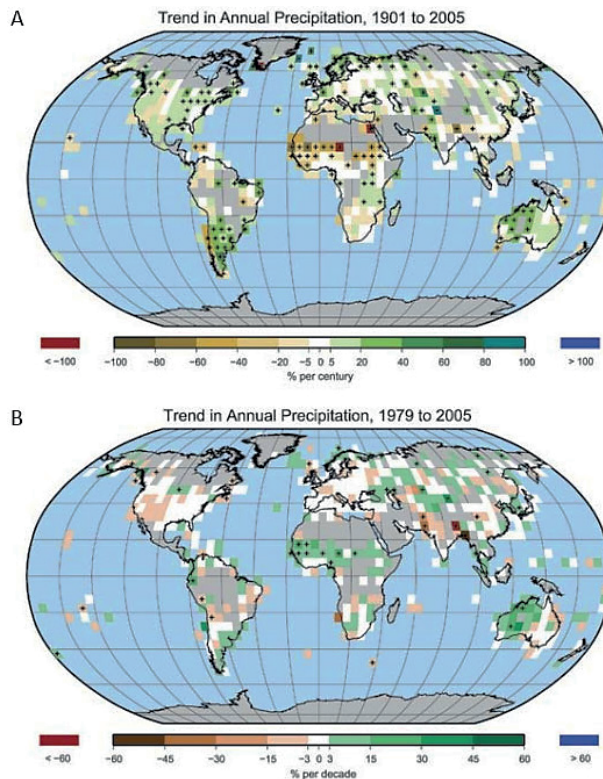 A
Trend in Annual Precipitation, 1901 to 2005
< -100
-100 -80 -60 -40 -20 -5 0 5 20 40 60 80 100
> 100
% per century
B
Trend in Annual Precipitation, 1979 to 2005
< -60
-60 -45 -30 -15 -3 0 3 15 30 45 60
> 60
% per decade